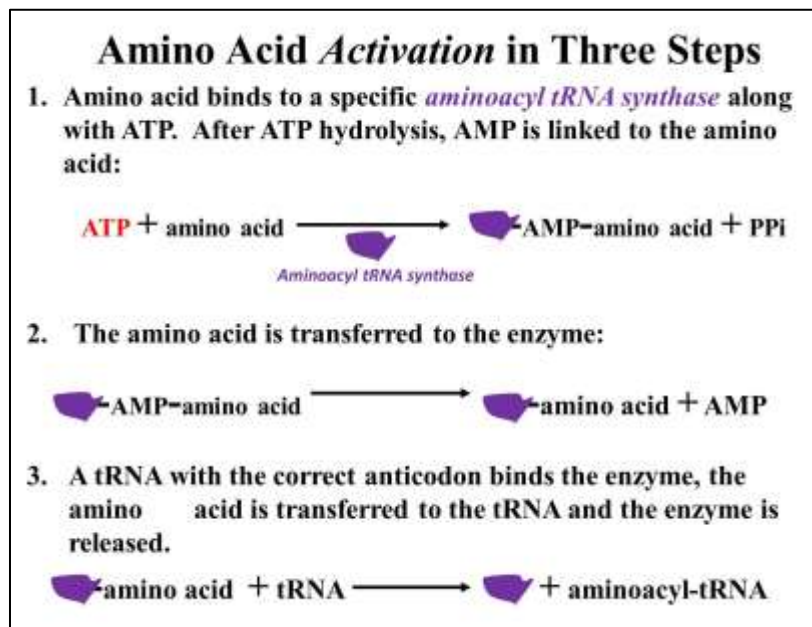 Amino Acid Activation in Three Steps
1. Amino acid binds to a specific aminoacyl tRNA synthase along
with ATP. After ATP hydrolysis, AMP is linked to the amino
acid:
ATP + amino acid → -AMP-amino acid + PPi
Aminoacyl tRNA synthase
2. The amino acid is transferred to the enzyme:
-AMP-amino acid → -amino acid + AMP
3. A tRNA with the correct anticodon binds the enzyme, the
amino acid is transferred to the tRNA and the enzyme is
released.
-amino acid + tRNA → + aminoacyl-tRNA